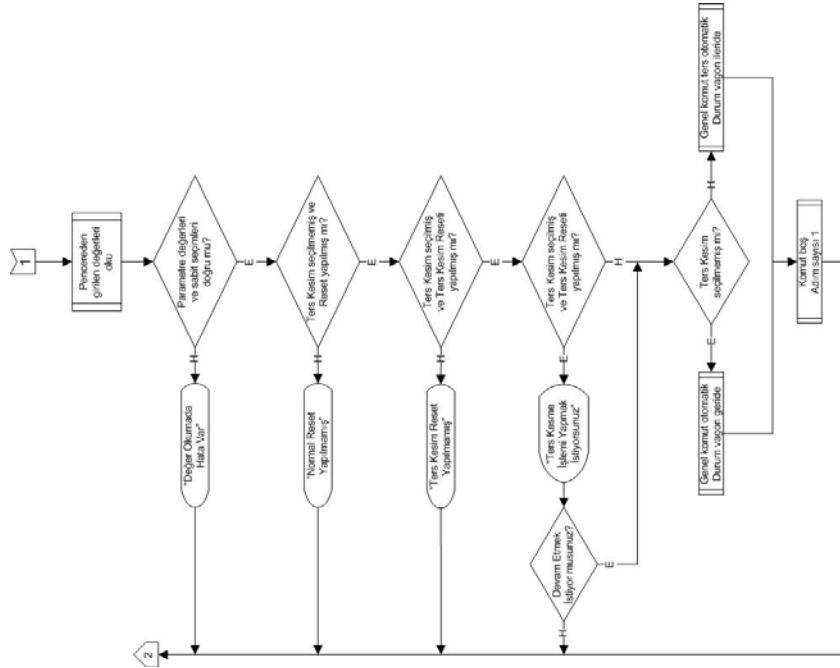 1
Pencereden
girilen değerleri
oku
Parametre değerleri
ve sabit seçimleri
doğru mu?
H
E
"Değer Okumada
Hata Var"
Ters Kesim seçilmemiş ve
Reset yapılmış mı?
H
E
"Normal Reset
Yapılmamış"
Ters Kesim seçilmiş
ve Ters Kesim Reseti
yapılmış mı?
H
E
"Ters Kesim Reset
Yapılmamış"
Ters Kesim seçilmiş
ve Ters Kesim Reseti
yapılmış mı?
E
H
"Ters Kesme
İşlemi Yapmak
İstiyorsunuz"
Devam Etmek
İstiyor musunuz?
H
E
Ters Kesim
seçilmemiş mi?
E
H
Genel komut otomatik
Durum vagon geride
Genel komut ters otomatik
Durum vagon ileride
Komut boş
Adım sayısı 1
2